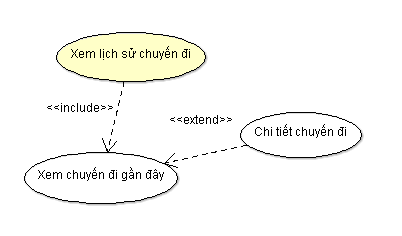 Xem lịch sử chuyến đi
<<include>>
<<extend>>
Chi tiết chuyến đi
Xem chuyến đi gần đây